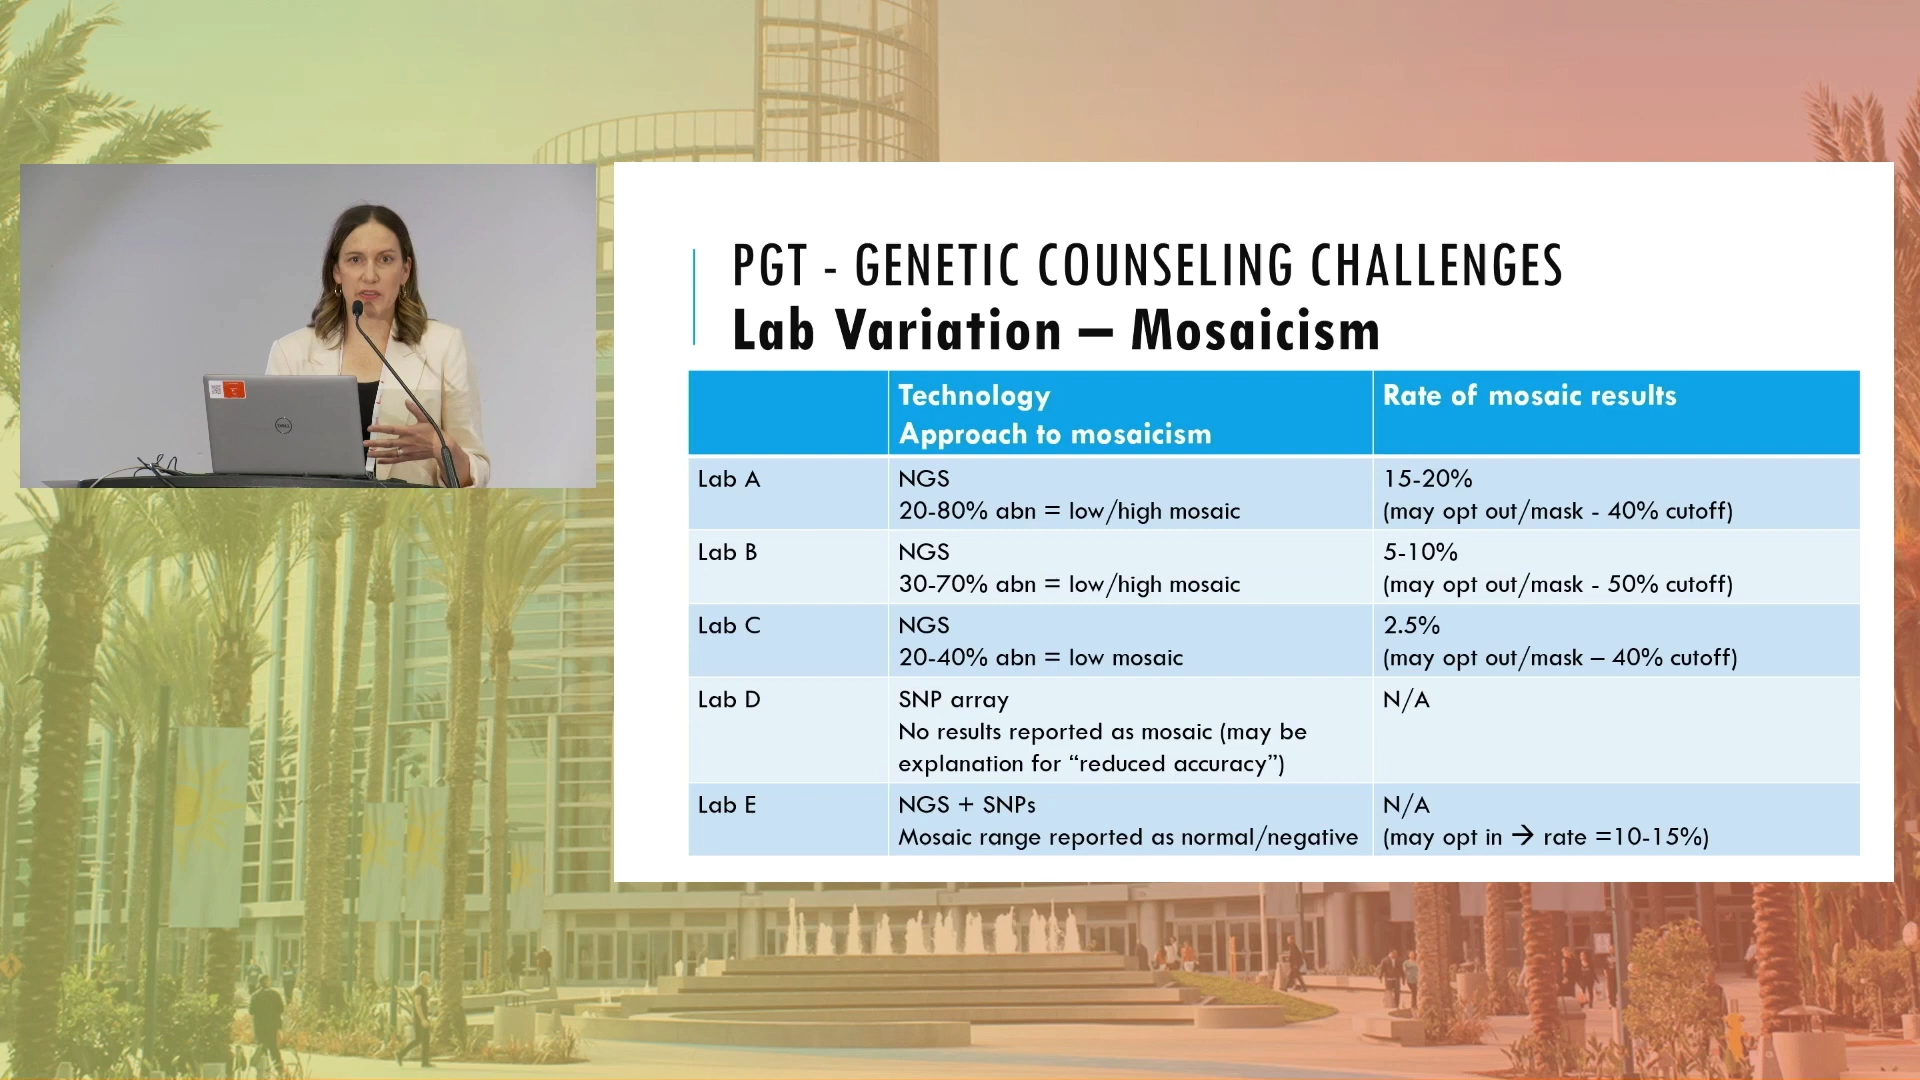 PGT - GENETIC COUNSELING CHALLENGES
Lab Variation – Mosaicism
Technology
Approach to mosaicism
Rate of mosaic results
Lab A
NGS
20-80% abn = low/high mosaic
15-20%
(may opt out/mask - 40% cutoff)
Lab B
NGS
30-70% abn = low/high mosaic
5-10%
(may opt out/mask - 50% cutoff)
Lab C
NGS
20-40% abn = low mosaic
2.5%
(may opt out/mask – 40% cutoff)
Lab D
SNP array
No results reported as mosaic (may be
explanation for “reduced accuracy”)
N/A
Lab E
NGS + SNPs
Mosaic range reported as normal/negative
N/A
(may opt in → rate =10-15%)
DELL